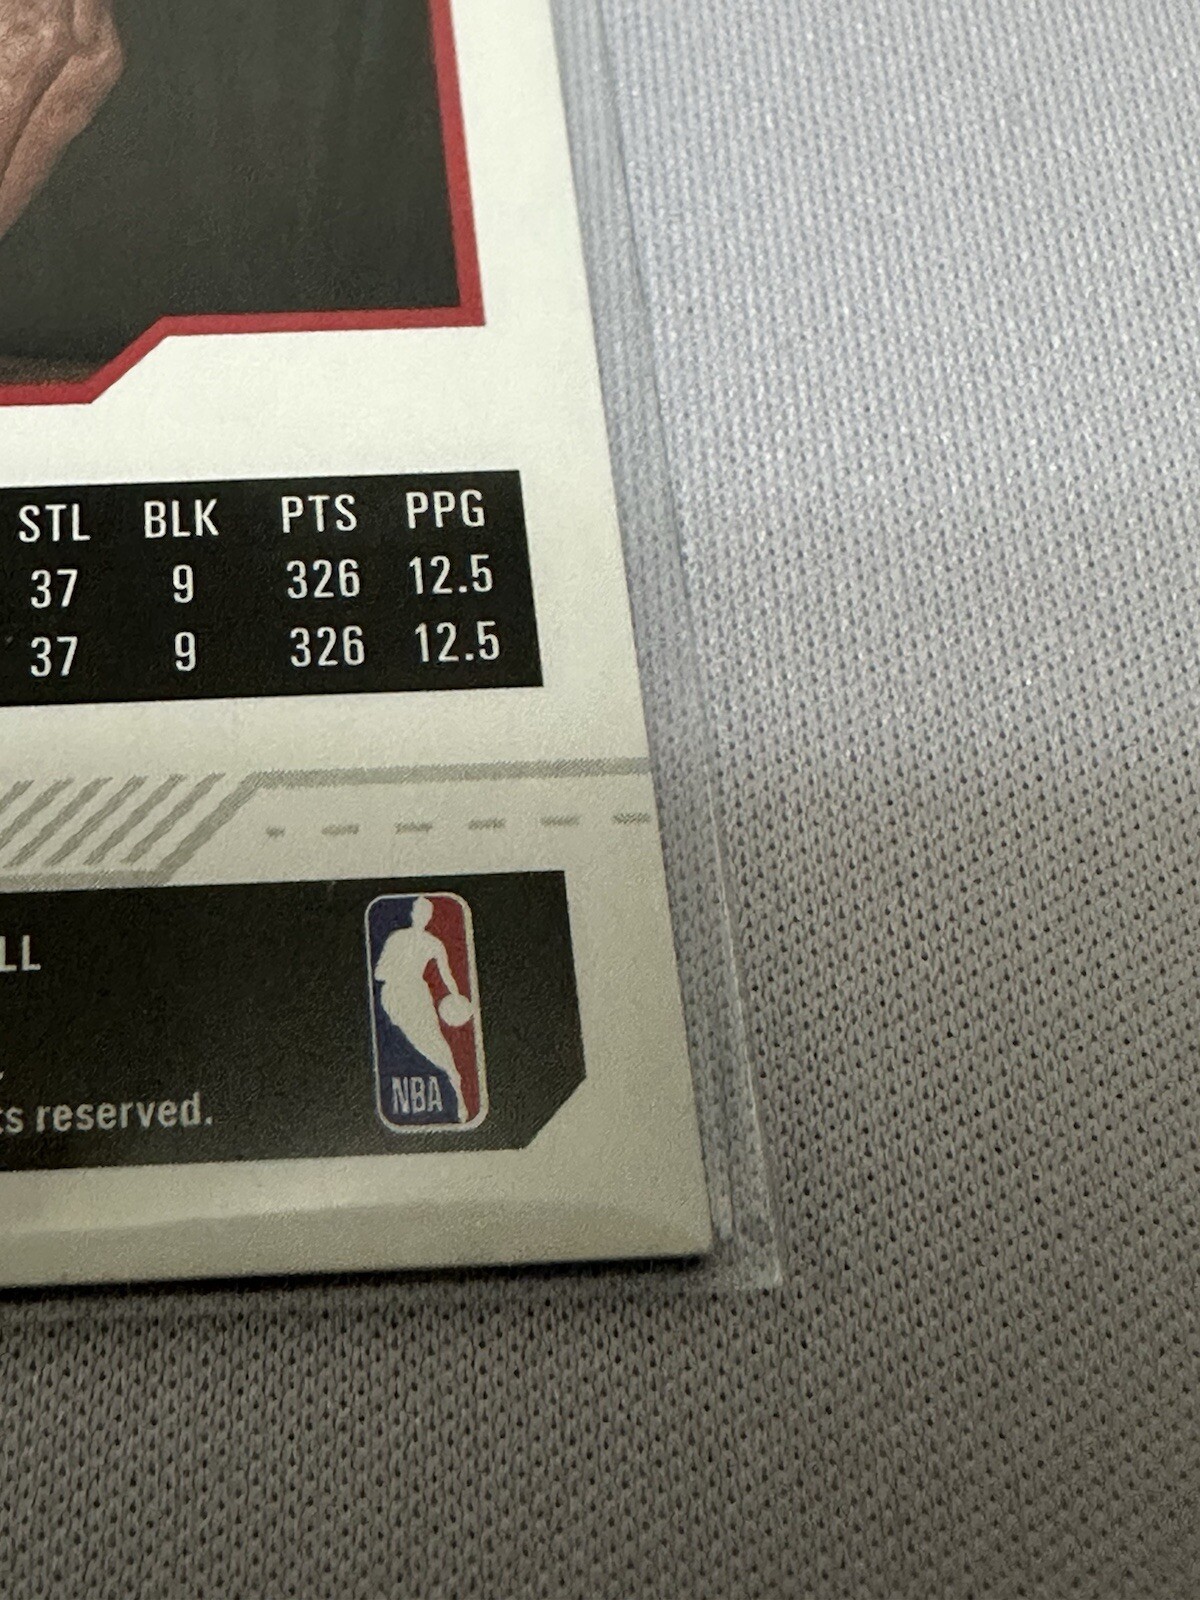 STL BLK PTS PPG
37 9 326 12.5
37 9 326 12.5
LL
NBA
ts reserved.